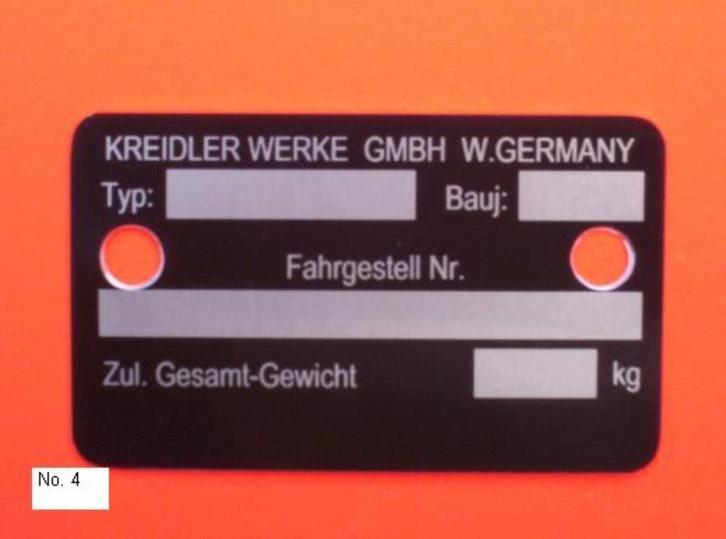 KREIDLER WERKE GMBH W.GERMANY
Typ: Bauj:
Fahrgestell Nr.
Zul. Gesamt-Gewicht kg
No. 4